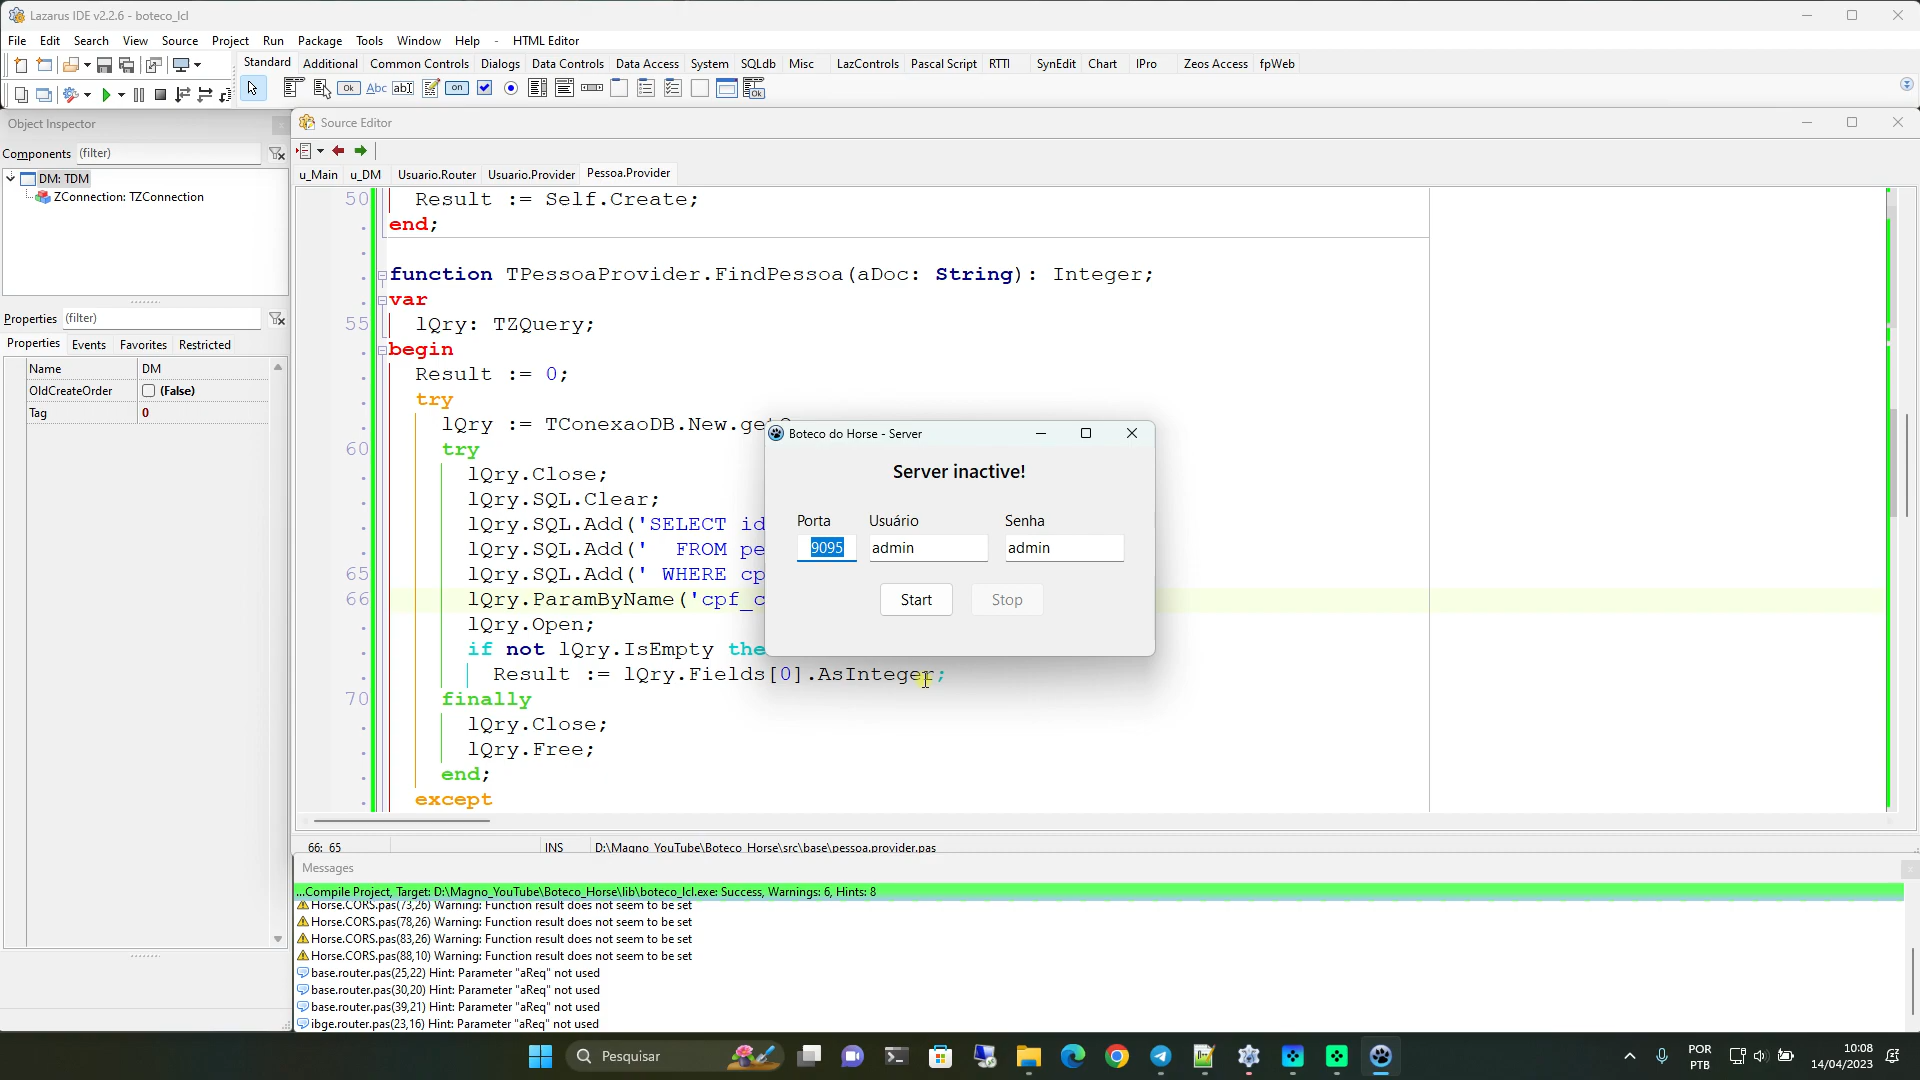 Lazarus IDE v2.2.6 - boteco_lcl
File Edit Search View Source Project Run Package Tools Window Help - HTML Editor
Standard Additional Common Controls Dialogs Data Controls Data Access System SQLdb Misc LazControls Pascal Script RTTI SynEdit Chart IPro Zeos Access fpWeb
Ok Abc ab on Ok
Object Inspector
Components (filter)
DM: TDM
ZConnection: TZConnection
Properties (filter)
Properties Events Favorites Restricted
Name DM
OldCreateOrder (False)
Tag 0
Source Editor
u_Main u_DM Usuario.Router Usuario.Provider Pessoa.Provider
50 Result := Self.Create;
end;
function TPessoaProvider.FindPessoa(aDoc: String): Integer;
var
55 lQry: TZQuery;
begin
Result := 0;
try
lQry := TConexaoDB.New.get
60 try
lQry.Close;
lQry.SQL.Clear;
lQry.SQL.Add('SELECT id
lQry.SQL.Add('  FROM pe
65 lQry.SQL.Add(' WHERE cp
66 lQry.ParamByName('cpf_c
lQry.Open;
if not lQry.IsEmpty the
Result := lQry.Fields[0].AsInteger;
70 finally
lQry.Close;
lQry.Free;
end;
except
Boteco do Horse - Server
Server inactive!
Porta Usuário Senha
9095 admin admin
Start Stop
66: 65 INS D:\Magno_YouTube\Boteco_Horse\src\base\pessoa.provider.pas
Messages
...Compile Project, Target: D:\Magno_YouTube\Boteco_Horse\lib\boteco_lcl.exe: Success, Warnings: 6, Hints: 8
Horse.CORS.pas(73,26) Warning: Function result does not seem to be set
Horse.CORS.pas(78,26) Warning: Function result does not seem to be set
Horse.CORS.pas(83,26) Warning: Function result does not seem to be set
Horse.CORS.pas(88,10) Warning: Function result does not seem to be set
base.router.pas(25,22) Hint: Parameter "aReq" not used
base.router.pas(30,20) Hint: Parameter "aReq" not used
base.router.pas(39,21) Hint: Parameter "aReq" not used
ibge.router.pas(23,16) Hint: Parameter "aReq" not used
Pesquisar
POR
PTB
10:08
14/04/2023